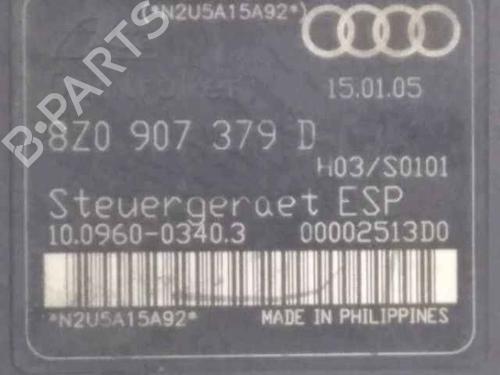 (*N2U5A15A92*)
15.01.05
8Z0 907 379 D
H03/S0101
Steuergeraet ESP
10.0960-0340.3 00002513D0
*N2U5A15A92* MADE IN PHILIPPINES
B-PARTS